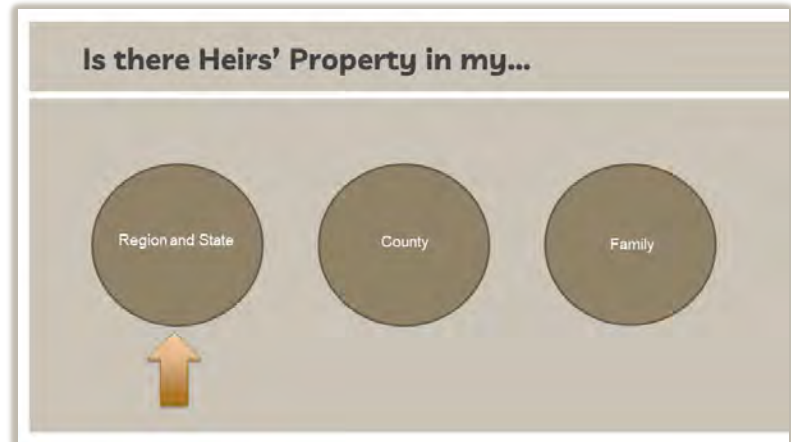 Is there Heirs’ Property in my...
Region and State
County
Family